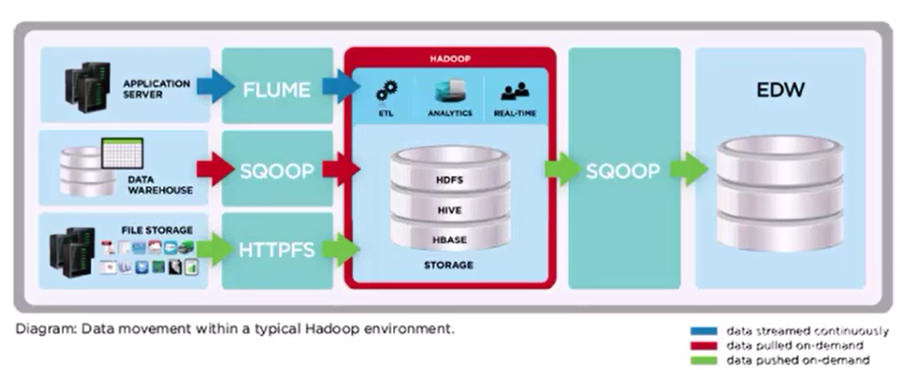 HADOOP
APPLICATION
SERVER
FLUME
ETL
ANALYTICS
REAL-TIME
EDW
DATA
WAREHOUSE
SQOOP
HDFS
HIVE
HBASE
STORAGE
SQOOP
FILE STORAGE
HTTPFS
Diagram: Data movement within a typical Hadoop environment.
data streamed continuously
data pulled on-demand
data pushed on-demand